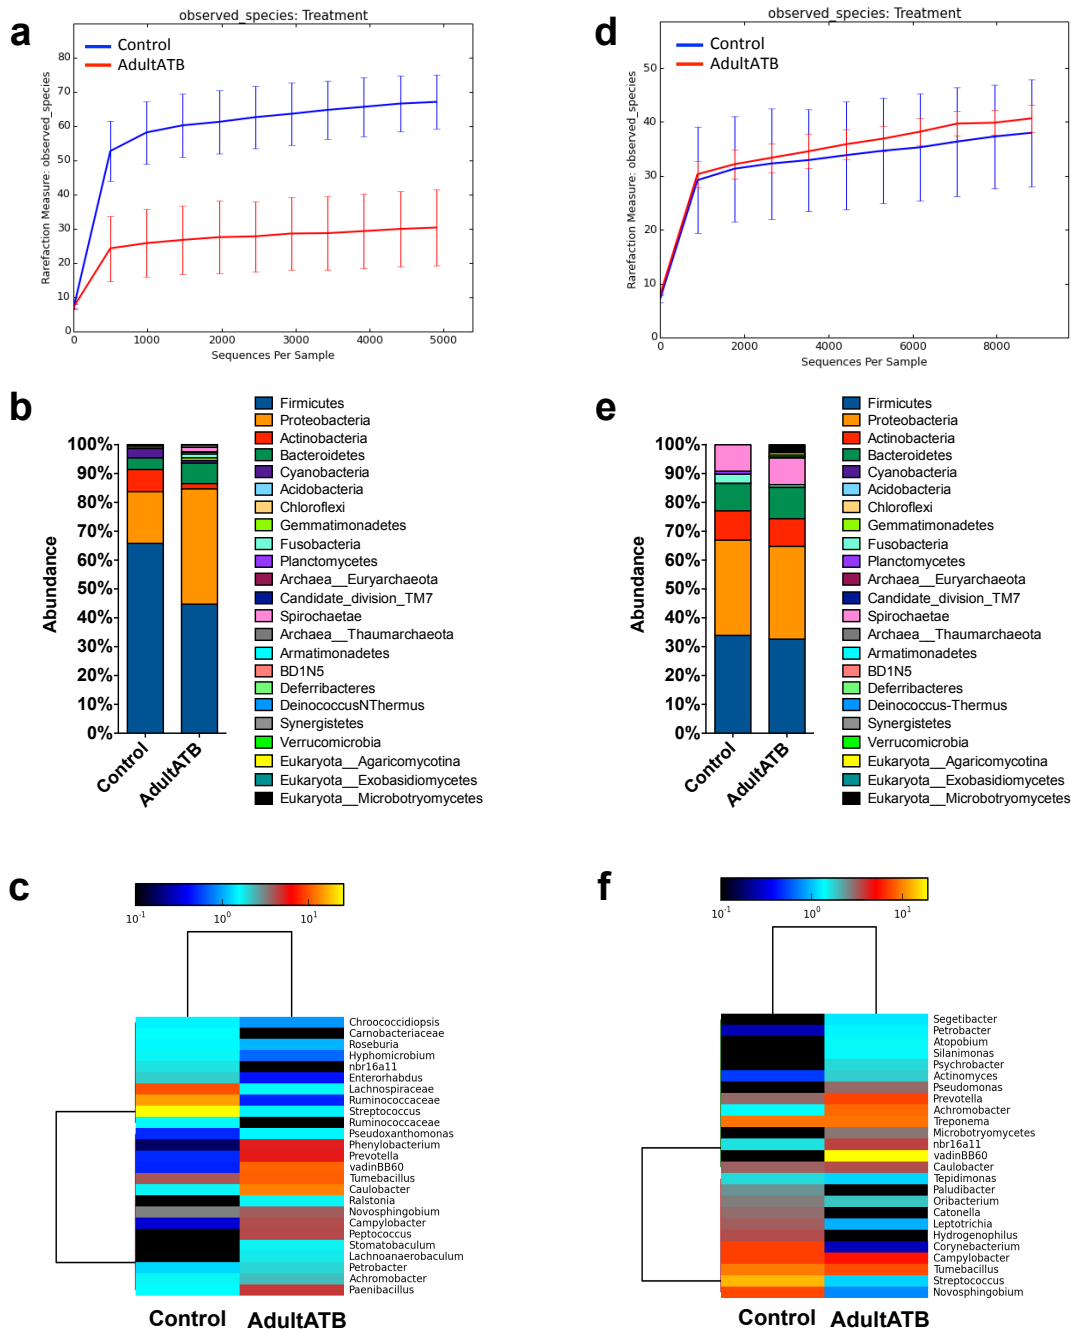 a
observed_species: Treatment
Control
AdultATB
80
70
60
50
40
30
20
10
0
Rarefaction Measure: observed_species
0 1000 2000 3000 4000 5000
Sequences Per Sample
d
observed_species: Treatment
Control
AdultATB
50
40
30
20
10
0
Rarefaction Measure: observed_species
0 2000 4000 6000 8000
Sequences Per Sample
b
100%
90%
80%
70%
60%
50%
40%
30%
20%
10%
0%
Abundance
Control
AdultATB
Firmicutes
Proteobacteria
Actinobacteria
Bacteroidetes
Cyanobacteria
Acidobacteria
Chloroflexi
Gemmatimonadetes
Fusobacteria
Planctomycetes
Archaea__Euryarchaeota
Candidate_division_TM7
Spirochaetae
Archaea__Thaumarchaeota
Armatimonadetes
BD1N5
Deferribacteres
DeinococcusNThermus
Synergistetes
Verrucomicrobia
Eukaryota__Agaricomycotina
Eukaryota__Exobasidiomycetes
Eukaryota__Microbotryomycetes
e
100%
90%
80%
70%
60%
50%
40%
30%
20%
10%
0%
Abundance
Control
AdultATB
Firmicutes
Proteobacteria
Actinobacteria
Bacteroidetes
Cyanobacteria
Acidobacteria
Chloroflexi
Gemmatimonadetes
Fusobacteria
Planctomycetes
Archaea__Euryarchaeota
Candidate_division_TM7
Spirochaetae
Archaea__Thaumarchaeota
Armatimonadetes
BD1N5
Deferribacteres
Deinococcus-Thermus
Synergistetes
Verrucomicrobia
Eukaryota__Agaricomycotina
Eukaryota__Exobasidiomycetes
Eukaryota__Microbotryomycetes
c
10⁻¹ 10⁰ 10¹
Chroococcidiopsis
Carnobacteriaceae
Roseburia
Hyphomicrobium
nbr16a11
Enterorhabdus
Lachnospiraceae
Ruminococcaceae
Streptococcus
Ruminococcaceae
Pseudoxanthomonas
Phenylobacterium
Prevotella
vadinBB60
Tumebacillus
Caulobacter
Ralstonia
Novosphingobium
Campylobacter
Peptococcus
Stomatobaculum
Lachnoanaerobaculum
Petrobacter
Achromobacter
Paenibacillus
Control AdultATB
f
10⁻¹ 10⁰ 10¹
Segetibacter
Petrobacter
Atopobium
Silanimonas
Psychrobacter
Actinomyces
Pseudomonas
Prevotella
Achromobacter
Treponema
Microbotryomycetes
nbr16a11
vadinBB60
Caulobacter
Tepidimonas
Paludibacter
Oribacterium
Catonella
Leptotrichia
Hydrogenophilus
Corynebacterium
Campylobacter
Tumebacillus
Streptococcus
Novosphingobium
Control AdultATB